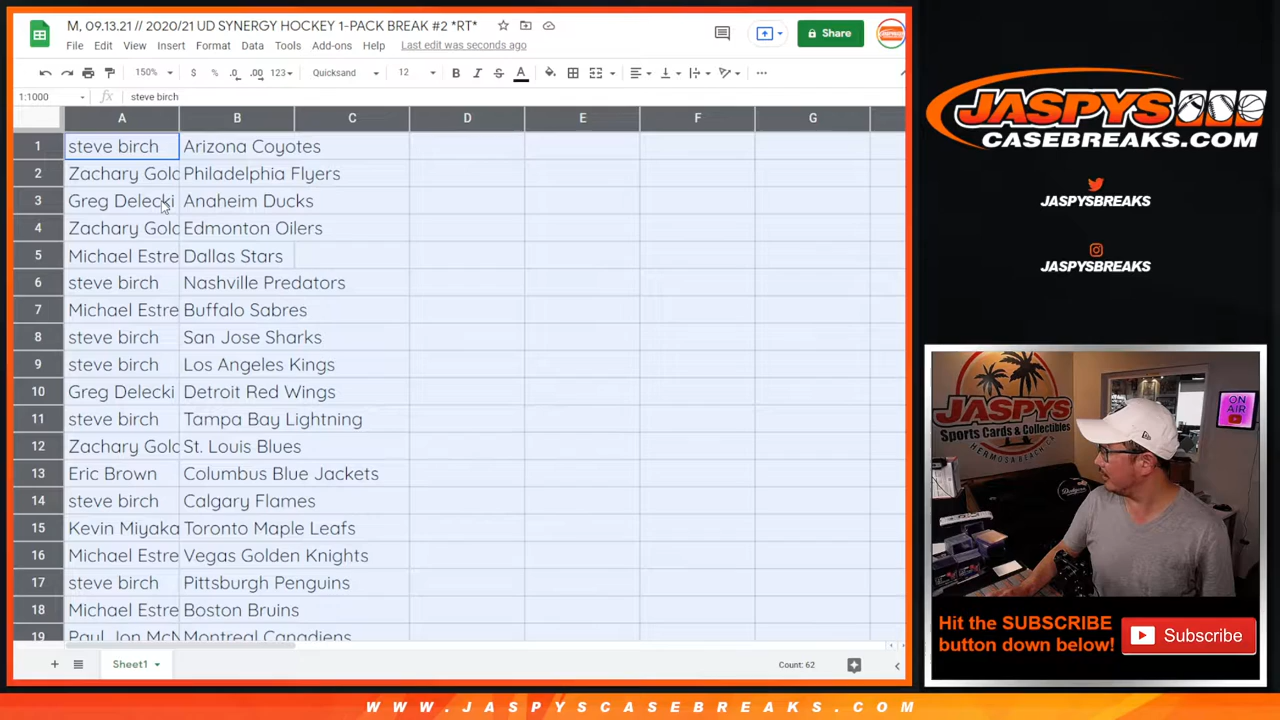 M, 09.13.21 // 2020/21 UD SYNERGY HOCKEY 1-PACK BREAK #2 *RT*
File Edit View Insert Format Data Tools Add-ons Help Last edit was seconds ago
Share
150% $ % .0 .00 123 Quicksand 12 B I S A
1:1000 fx steve birch
A B C D E F G
1 steve birch Arizona Coyotes
2 Zachary Gold Philadelphia Flyers
3 Greg Delecki Anaheim Ducks
4 Zachary Gold Edmonton Oilers
5 Michael Estre Dallas Stars
6 steve birch Nashville Predators
7 Michael Estre Buffalo Sabres
8 steve birch San Jose Sharks
9 steve birch Los Angeles Kings
10 Greg Delecki Detroit Red Wings
11 steve birch Tampa Bay Lightning
12 Zachary Gold St. Louis Blues
13 Eric Brown Columbus Blue Jackets
14 steve birch Calgary Flames
15 Kevin Miyaka Toronto Maple Leafs
16 Michael Estre Vegas Golden Knights
17 steve birch Pittsburgh Penguins
18 Michael Estre Boston Bruins
19 Paul Jon McN Montreal Canadiens
Sheet1
Count: 62
JASPYS
CASEBREAKS.COM
JASPYSBREAKS
JASPYSBREAKS
JASPYS
Sports Cards & Collectibles
HERMOSA BEACH
ON
AIR
Dodgers
Hit the SUBSCRIBE
button down below!
Subscribe
WWW.JASPYSCASEBREAKS.COM